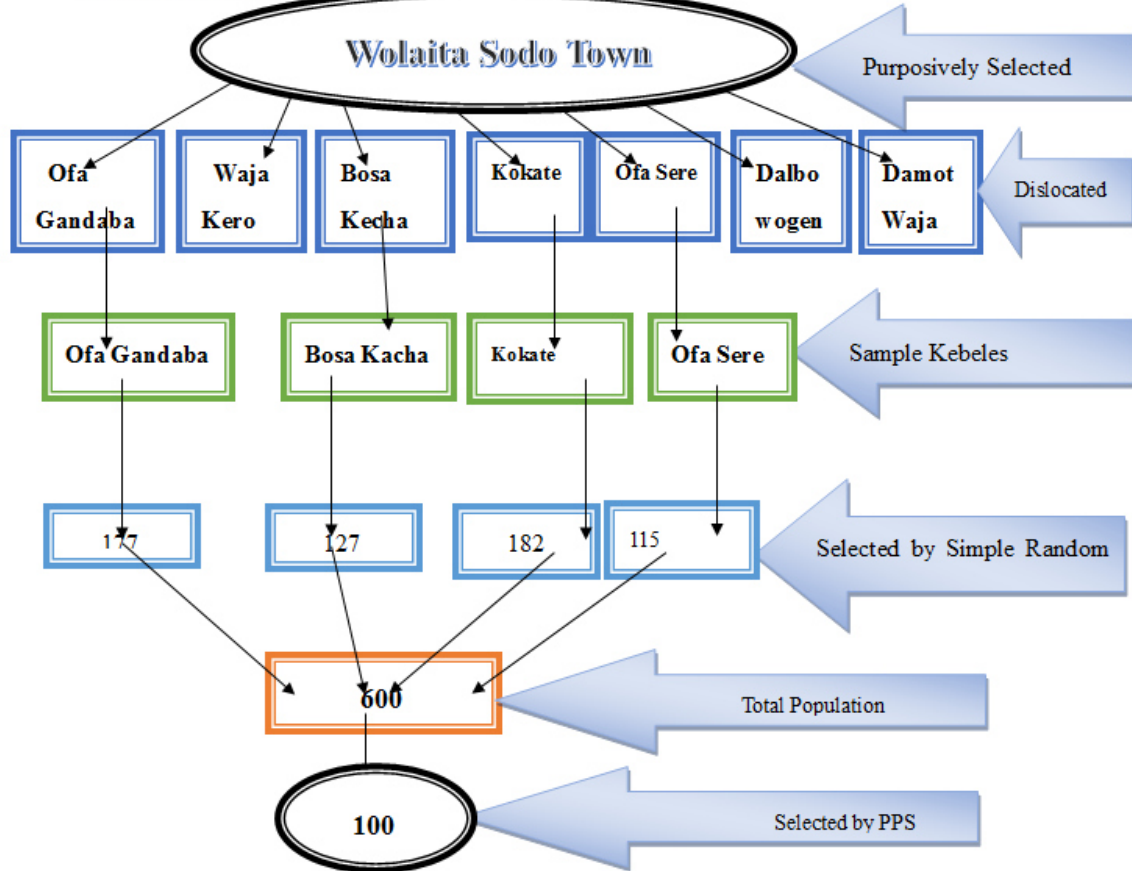 Wolaita Sodo Town
Purposively Selected
Ofa
Gandaba
Waja
Kero
Bosa
Kecha
Kokate
Ofa Sere
Dalbo
wogen
Damot
Waja
Dislocated
Ofa Gandaba
Bosa Kacha
Kokate
Ofa Sere
Sample Kebeles
177
127
182
115
Selected by Simple Random
600
Total Population
100
Selected by PPS